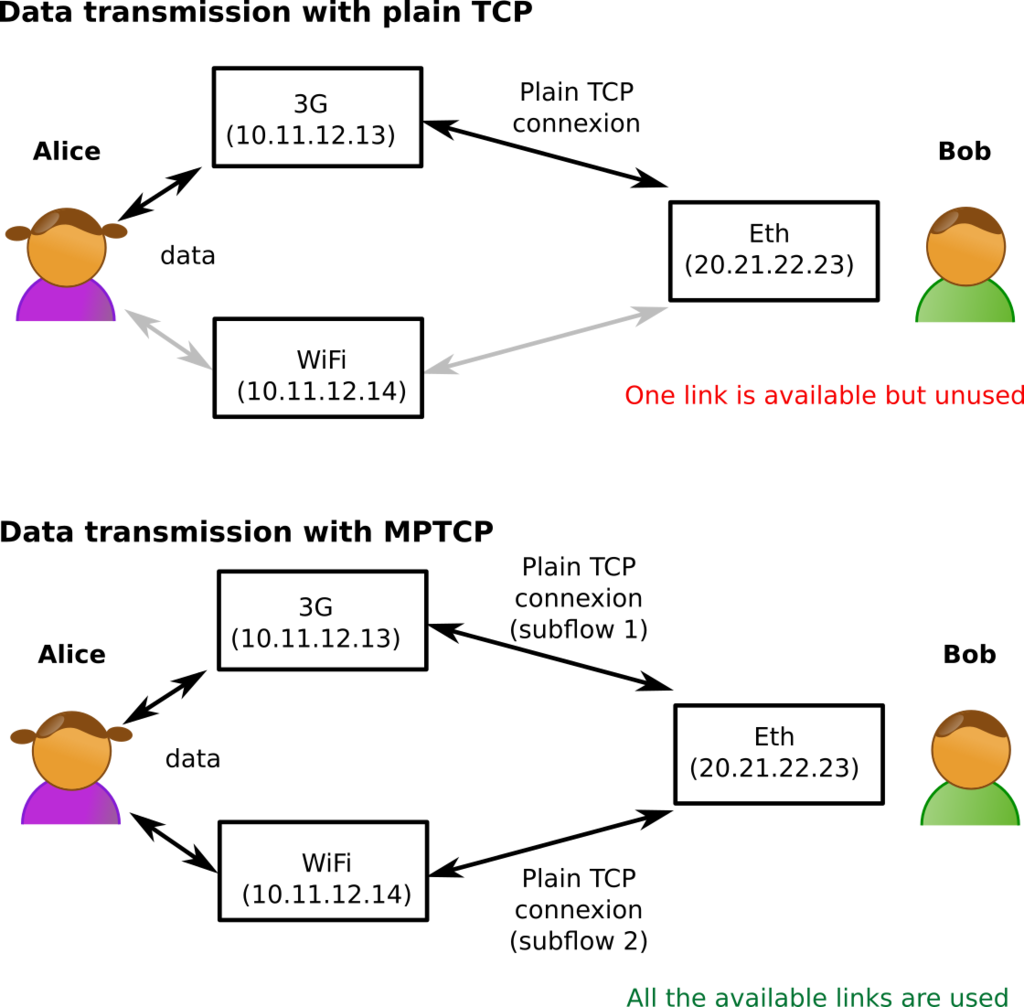 Data transmission with plain TCP
3G
(10.11.12.13)
Plain TCP
connexion
Alice
Bob
data
Eth
(20.21.22.23)
WiFi
(10.11.12.14)
One link is available but unused
Data transmission with MPTCP
3G
(10.11.12.13)
Plain TCP
connexion
(subflow 1)
Alice
Bob
data
Eth
(20.21.22.23)
WiFi
(10.11.12.14)
Plain TCP
connexion
(subflow 2)
All the available links are used